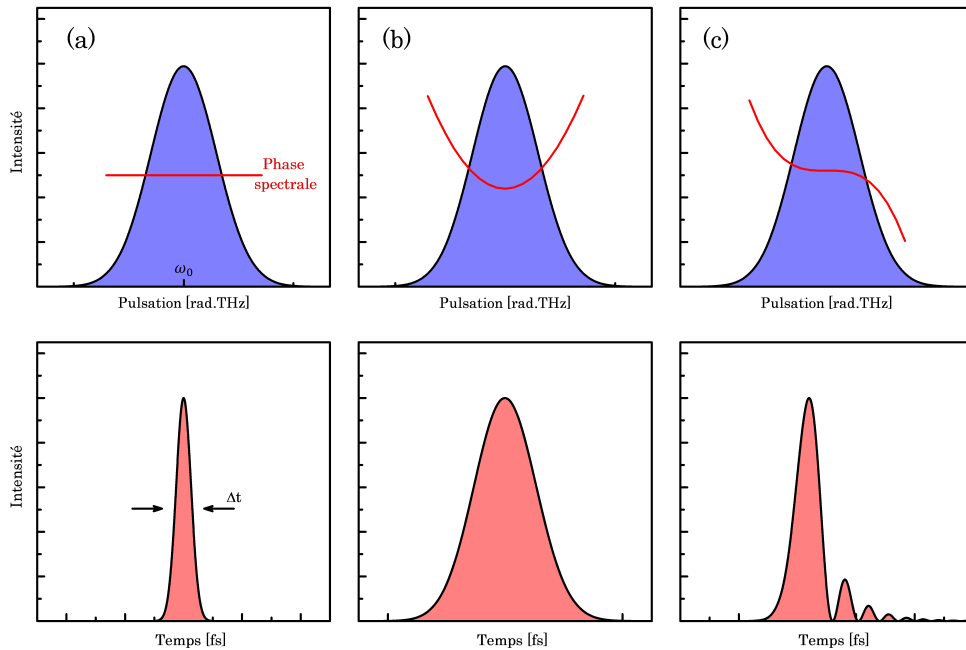 (a)
(b)
(c)
Intensité
Phase
spectrale
ω0
Pulsation [rad.THz]
Pulsation [rad.THz]
Pulsation [rad.THz]
Intensité
Δt
Temps [fs]
Temps [fs]
Temps [fs]